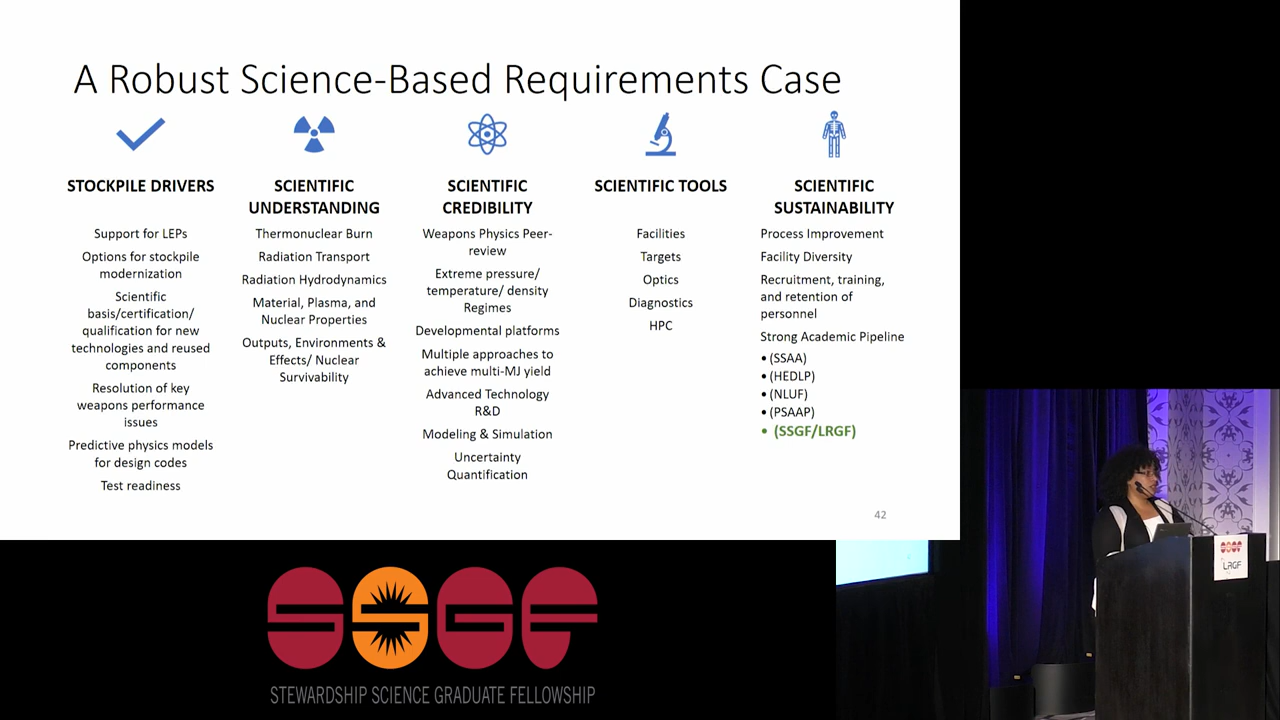 A Robust Science-Based Requirements Case
STOCKPILE DRIVERS
Support for LEPs
Options for stockpile
modernization
Scientific
basis/certification/
qualification for new
technologies and reused
components
Resolution of key
weapons performance
issues
Predictive physics models
for design codes
Test readiness
SCIENTIFIC
UNDERSTANDING
Thermonuclear Burn
Radiation Transport
Radiation Hydrodynamics
Material, Plasma, and
Nuclear Properties
Outputs, Environments &
Effects/ Nuclear
Survivability
SCIENTIFIC
CREDIBILITY
Weapons Physics Peer-
review
Extreme pressure/
temperature/ density
Regimes
Developmental platforms
Multiple approaches to
achieve multi-MJ yield
Advanced Technology
R&D
Modeling & Simulation
Uncertainty
Quantification
SCIENTIFIC TOOLS
Facilities
Targets
Optics
Diagnostics
HPC
SCIENTIFIC
SUSTAINABILITY
Process Improvement
Facility Diversity
Recruitment, training,
and retention of
personnel
Strong Academic Pipeline
• (SSAA)
• (HEDLP)
• (NLUF)
• (PSAAP)
• (SSGF/LRGF)
42
SSGF
STEWARDSHIP SCIENCE GRADUATE FELLOWSHIP
SSGF
LRGF